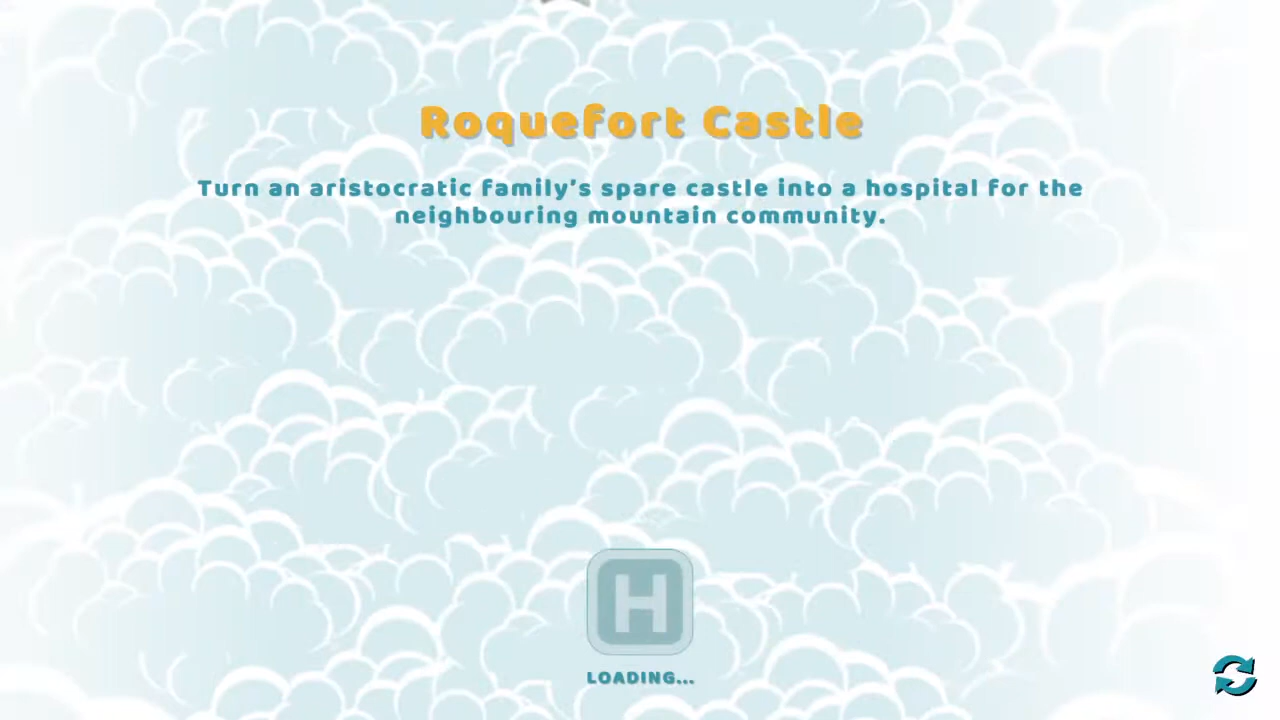 Roquefort Castle
Turn an aristocratic family's spare castle into a hospital for the
neighbouring mountain community.
H
LOADING...